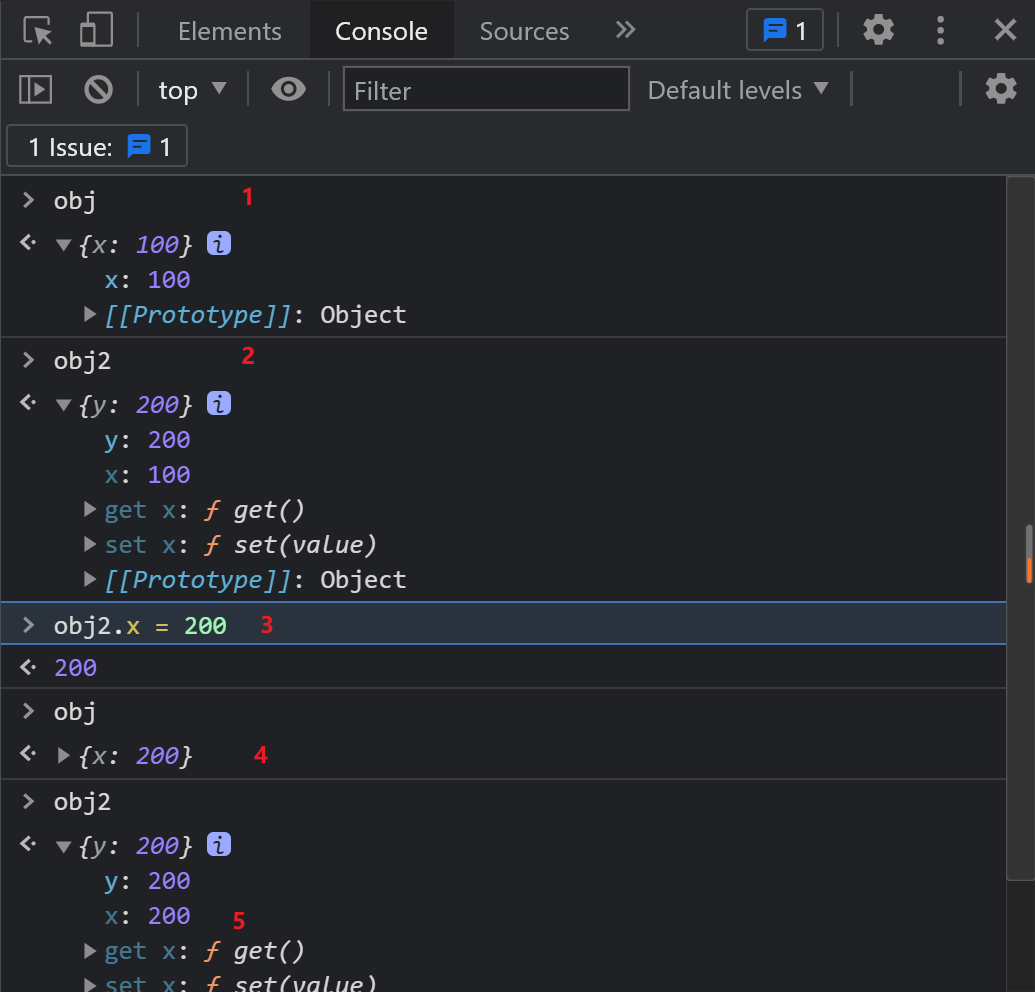 Elements Console Sources 1
top Filter Default levels
1 Issue: 1
obj 1
{x: 100} i
x: 100
[[Prototype]]: Object
obj2 2
{y: 200} i
y: 200
x: 100
get x: ƒ get()
set x: ƒ set(value)
[[Prototype]]: Object
obj2.x = 200 3
200
obj
{x: 200} 4
obj2
{y: 200} i
y: 200
x: 200 5
get x: ƒ get()
set x: ƒ set(value)